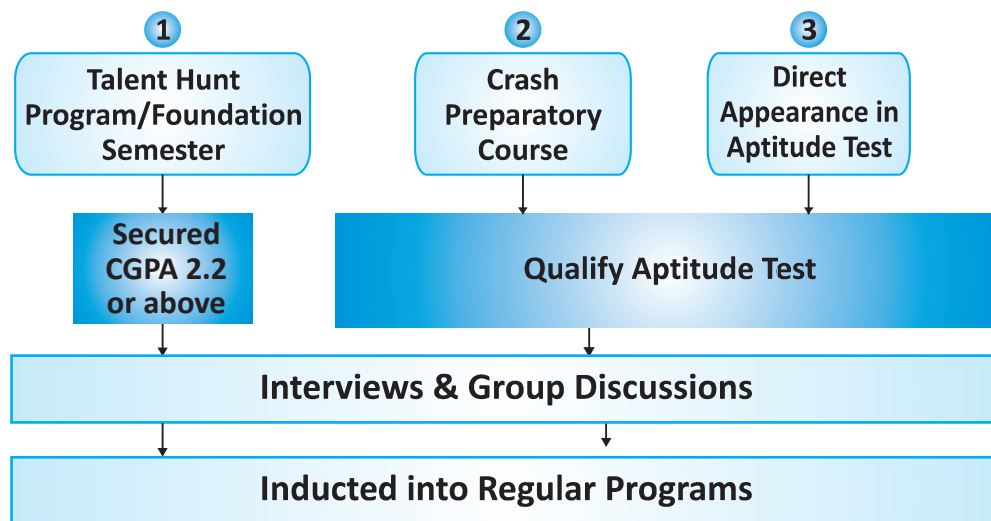 1
Talent Hunt
Program/Foundation
Semester
2
Crash
Preparatory
Course
3
Direct
Appearance in
Aptitude Test
Secured
CGPA 2.2
or above
Qualify Aptitude Test
Interviews & Group Discussions
Inducted into Regular Programs